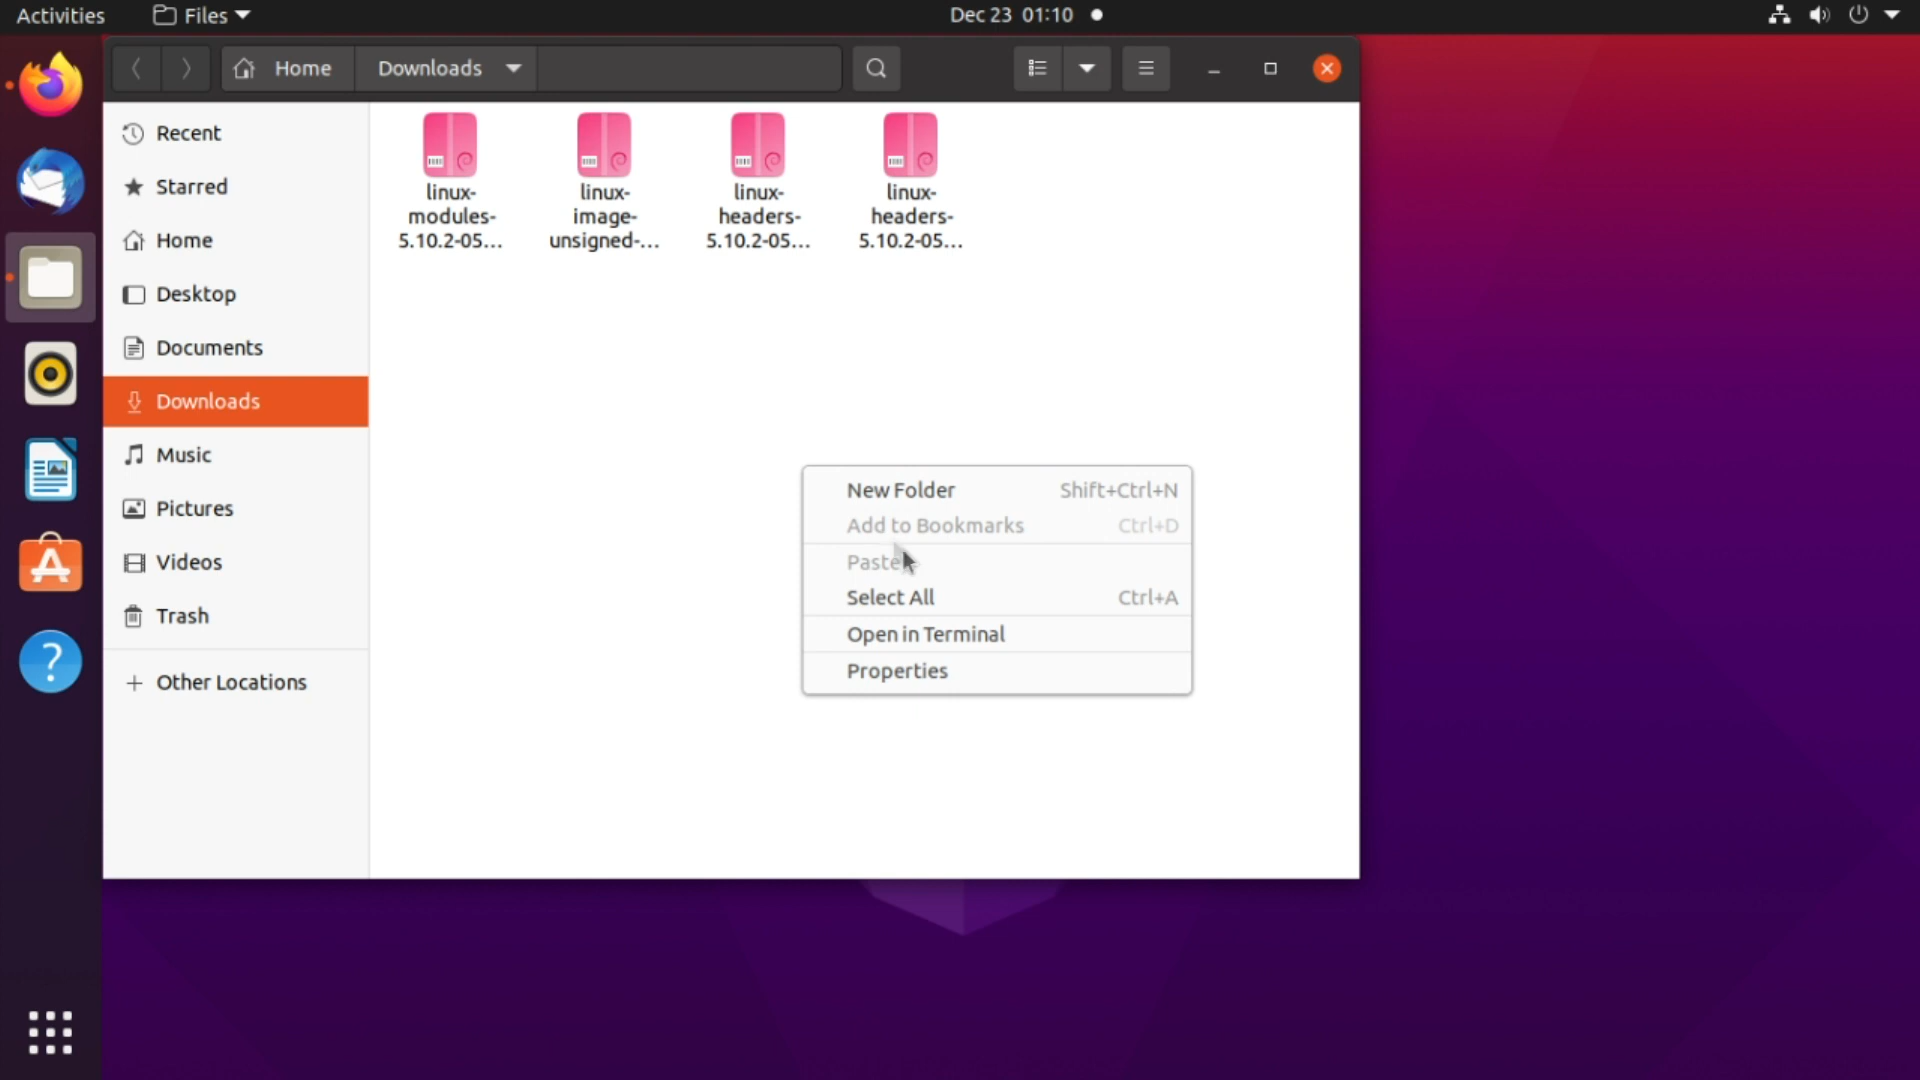 Activities
Files
Dec 23 01:10
Home
Downloads
Recent
Starred
Home
Desktop
Documents
Downloads
Music
Pictures
Videos
Trash
Other Locations
linux-
modules-
5.10.2-05...
linux-
image-
unsigned-...
linux-
headers-
5.10.2-05...
linux-
headers-
5.10.2-05...
New Folder Shift+Ctrl+N
Add to Bookmarks Ctrl+D
Paste
Select All Ctrl+A
Open in Terminal
Properties